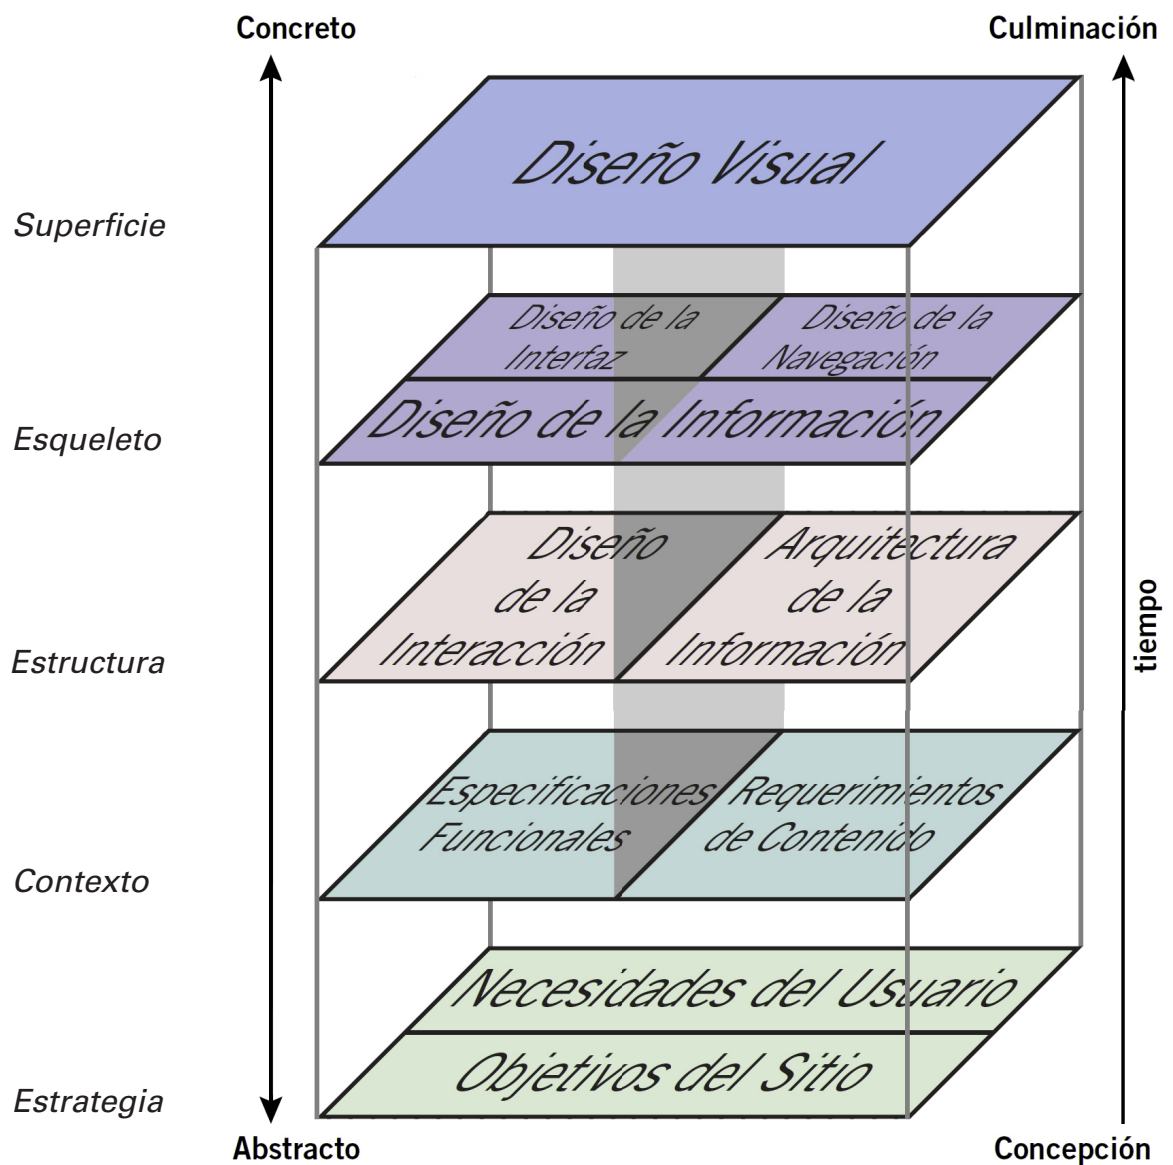 Concreto
Culminación
Diseño Visual
Superficie
Diseño de la
Interfaz
Diseño de la
Navegación
Diseño de la Información
Esqueleto
Diseño
de la
Interacción
Arquitectura
de la
Información
Estructura
tiempo
Especificaciones
Funcionales
Requerimientos
de Contenido
Contexto
Necesidades del Usuario
Objetivos del Sitio
Estrategia
Abstracto
Concepción